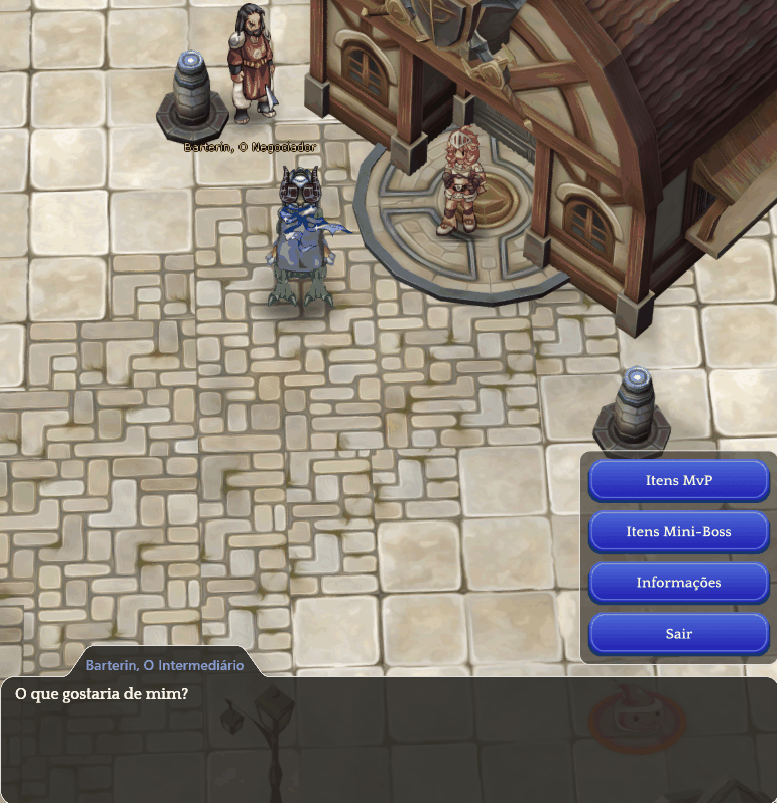 Barterin, O Negociador
Itens MvP
Itens Mini-Boss
Informações
Sair
Barterin, O Intermediário
O que gostaria de mim?